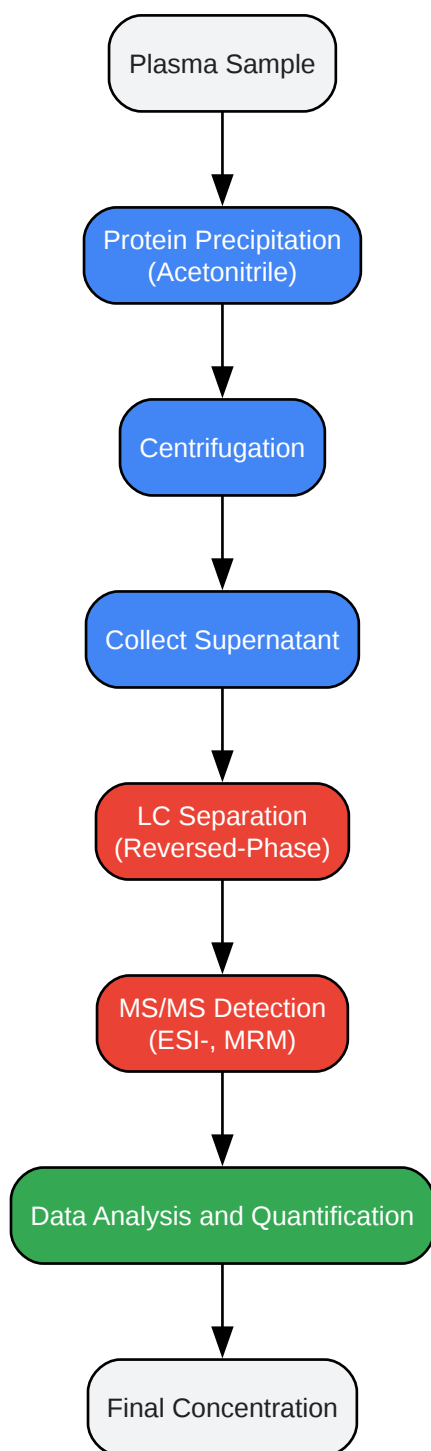 Plasma Sample
Protein Precipitation
(Acetonitrile)
Centrifugation
Collect Supernatant
LC Separation
(Reversed-Phase)
MS/MS Detection
(ESI-, MRM)
Data Analysis and Quantification
Final Concentration